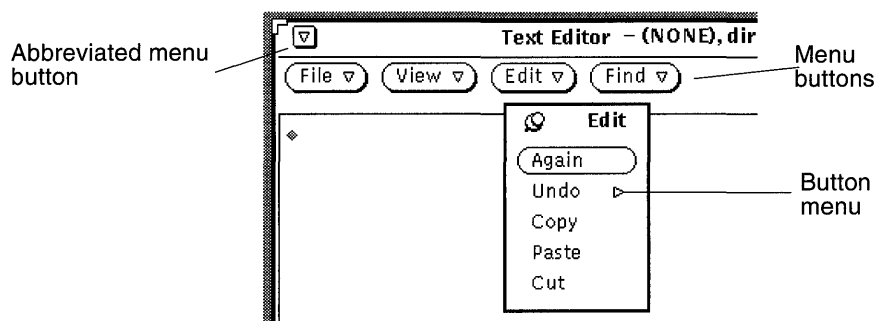 Abbreviated menu
button
Text Editor – (NONE), dir
Menu
buttons
File View Edit Find
Edit
Again
Undo
Button
menu
Copy
Paste
Cut